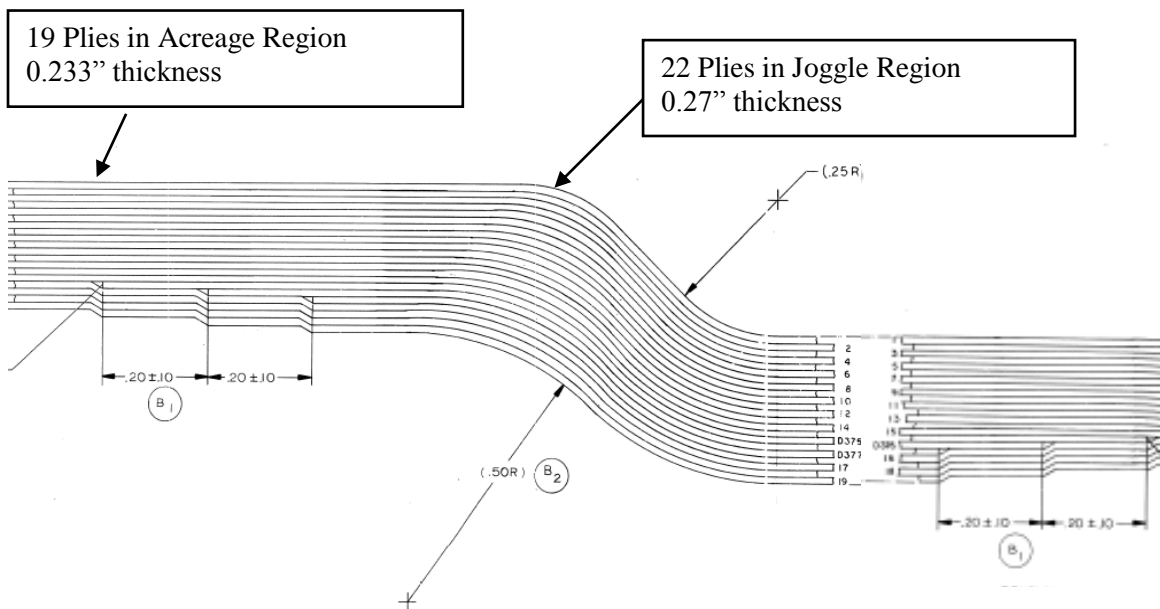 19 Plies in Acreage Region
0.233” thickness
22 Plies in Joggle Region
0.27” thickness
(.25R)
.20 ±.10
.20 ±.10
B1
(.50R)
B2
2
4
6
8
10
12
14
D375
D377
17
19
3
5
7
9
11
13
15
18
.20 ±.10
.20 ±.10
B1